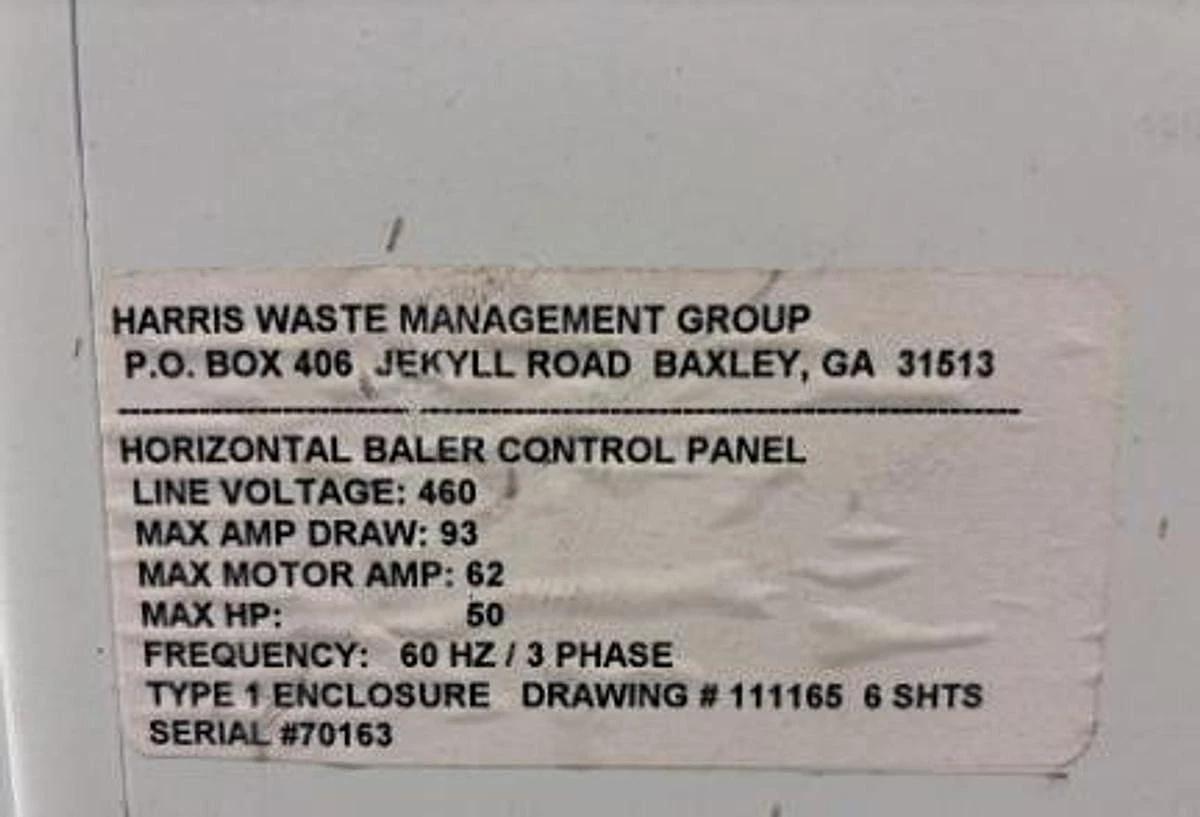 HARRIS WASTE MANAGEMENT GROUP
P.O. BOX 406 JEKYLL ROAD BAXLEY, GA 31513
HORIZONTAL BALER CONTROL PANEL
LINE VOLTAGE: 460
MAX AMP DRAW: 93
MAX MOTOR AMP: 62
MAX HP: 50
FREQUENCY: 60 HZ / 3 PHASE
TYPE 1 ENCLOSURE DRAWING # 111165 6 SHTS
SERIAL #70163